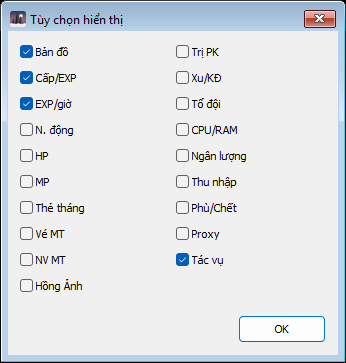 Tùy chọn hiển thị
Bản đồ
Cấp/EXP
EXP/giờ
N. động
HP
MP
Thẻ tháng
Vé MT
NV MT
Hồng Ảnh
Trị PK
Xu/KĐ
Tổ đội
CPU/RAM
Ngân lượng
Thu nhập
Phù/Chết
Proxy
Tác vụ
OK